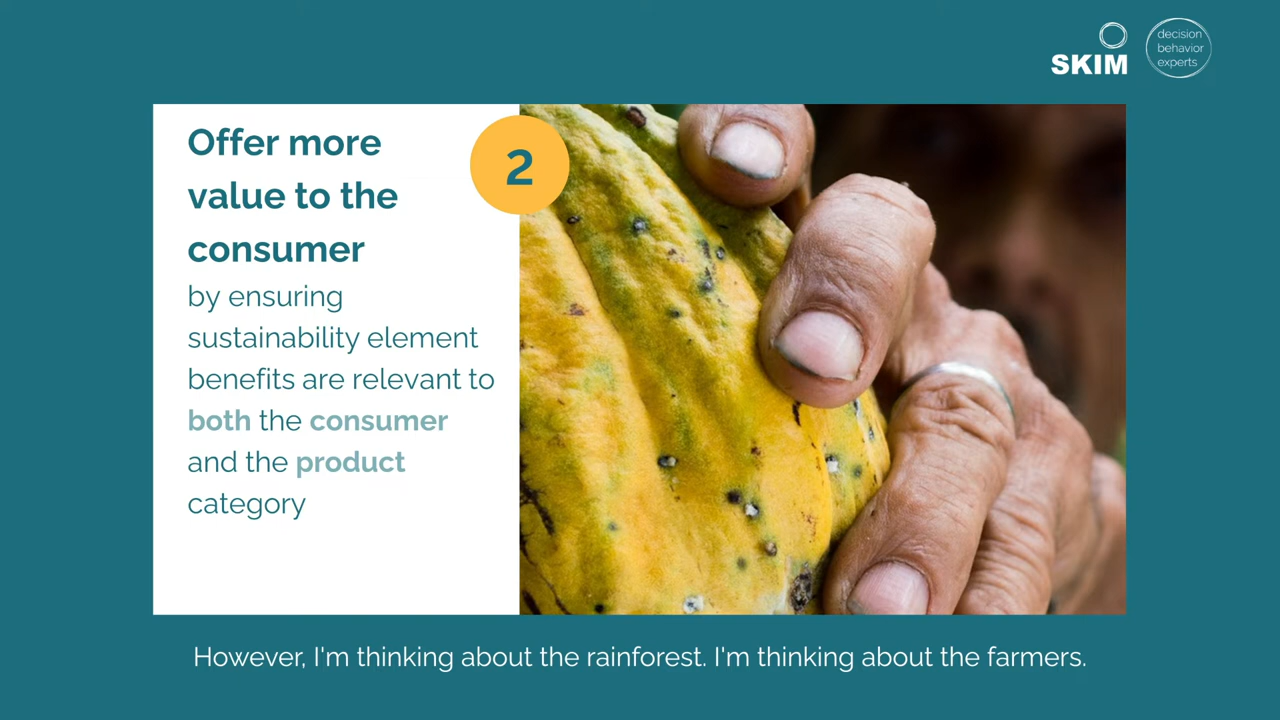 SKIM
decision
behavior
experts
Offer more
value to the
consumer
2
by ensuring
sustainability element
benefits are relevant to
both the consumer
and the product
category
However, I'm thinking about the rainforest. I'm thinking about the farmers.